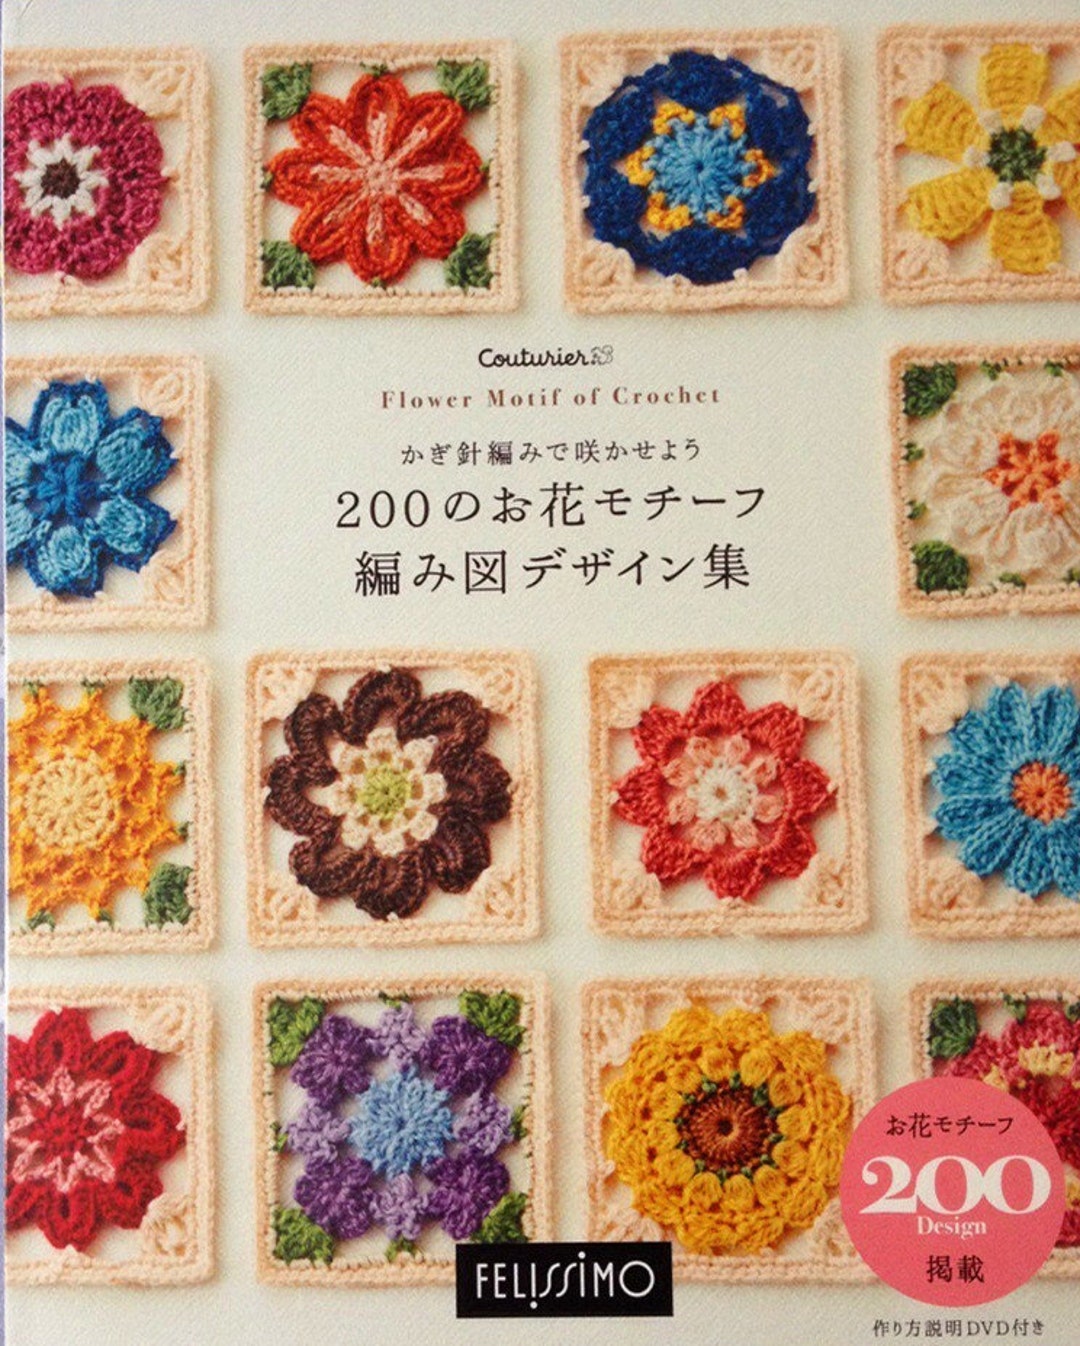 Couturier
Flower Motif of Crochet
かぎ針編みで咲かせよう
200のお花モチーフ
編み図デザイン集
お花モチーフ
200
Design
掲載
FELISSIMO
作り方説明DVD付き